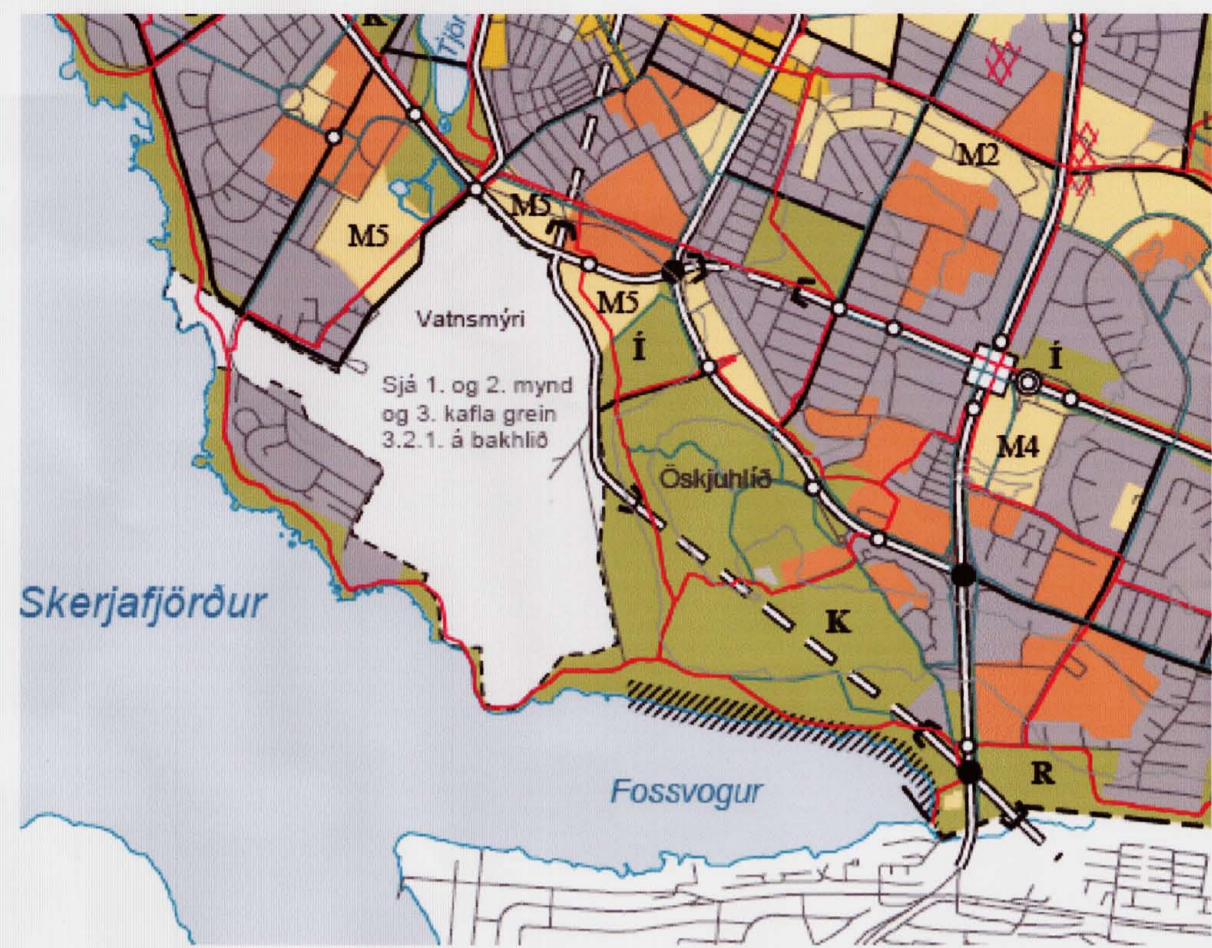 K
Tjör
M2
M5
M5
M5
Vatnsmýri
Í
Í
Sjá 1. og 2. mynd
og 3. kafla grein
3.2.1. á bakhlið
M4
Öskjuhlíð
Skerjafjörður
K
R
Fossvogur